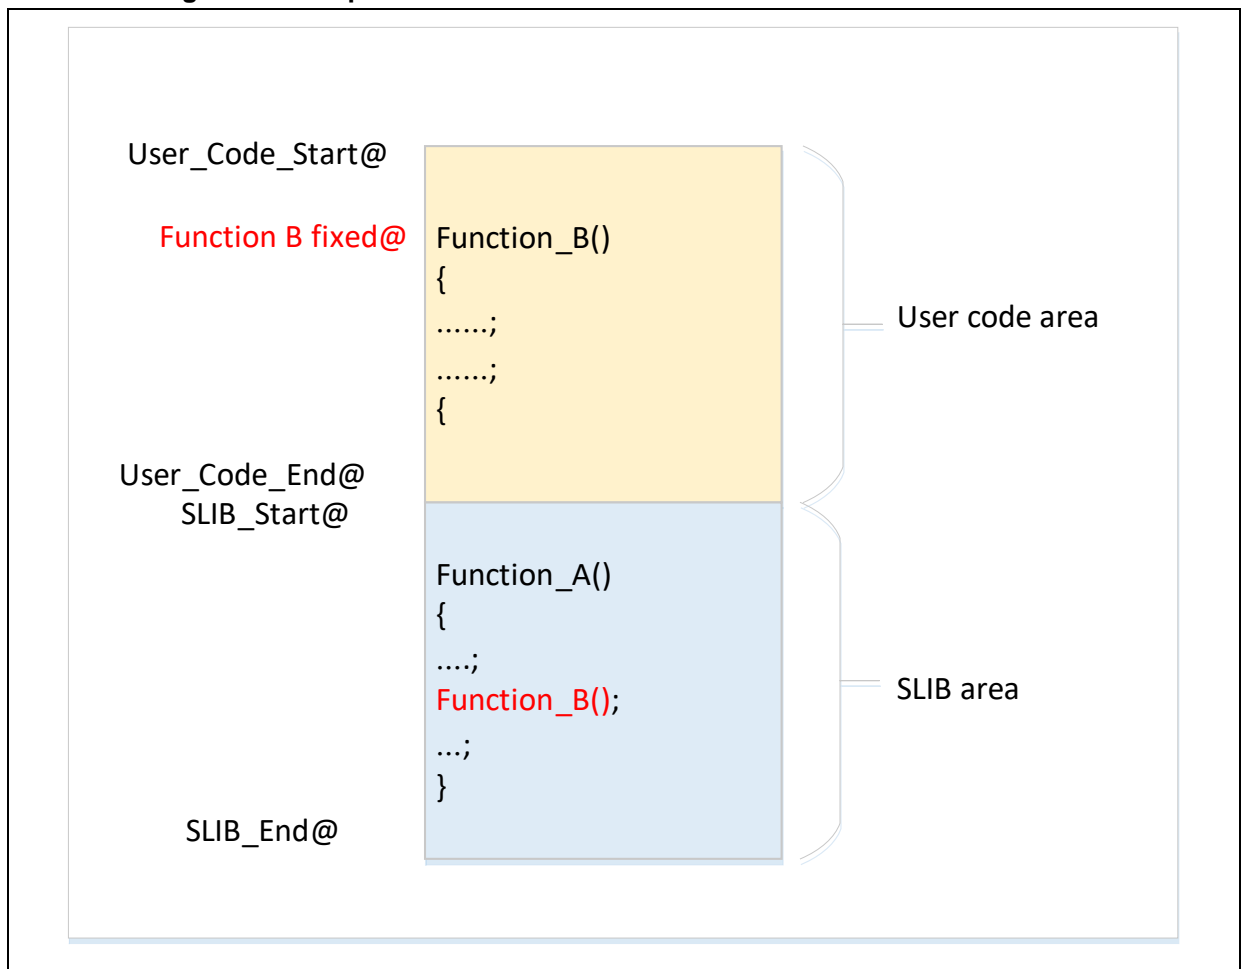 User_Code_Start@
Function B fixed@
Function_B()
{
......;
......;
{
User code area
User_Code_End@
SLIB_Start@
Function_A()
{
....;
Function_B();
...;
}
SLIB area
SLIB_End@